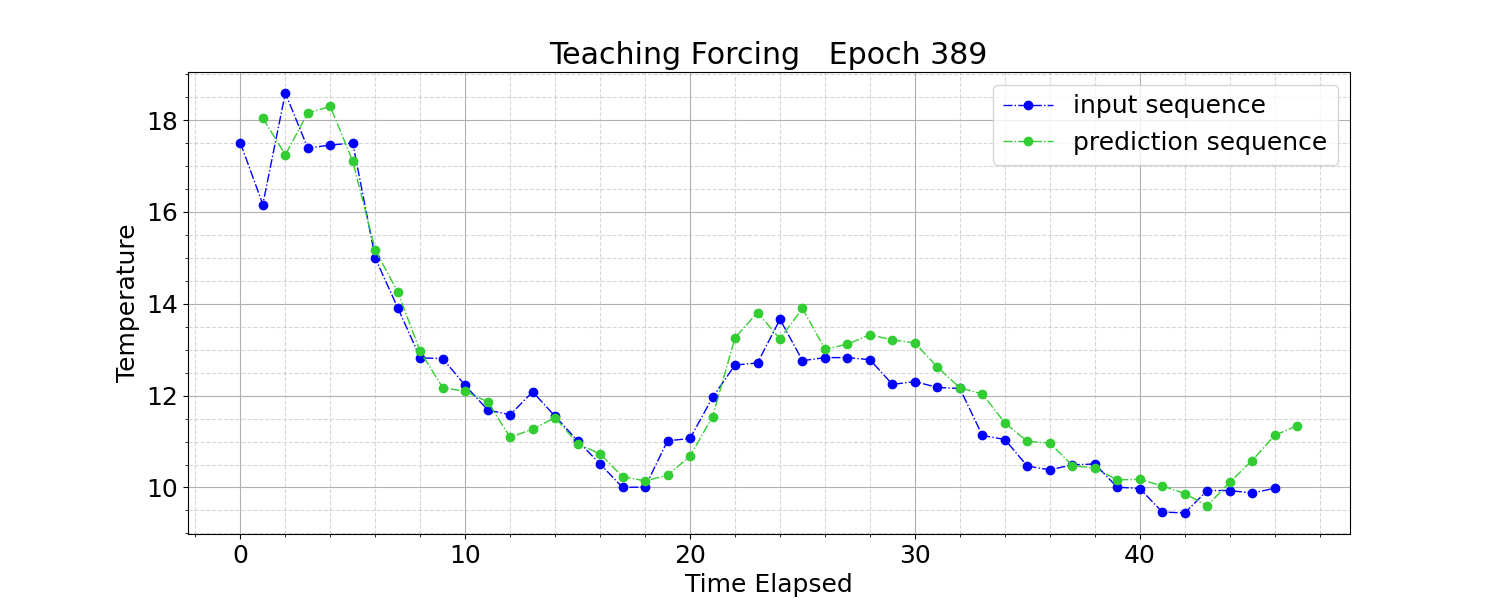 Teaching Forcing   Epoch 389
input sequence
prediction sequence
Temperature
18
16
14
12
10
0 10 20 30 40
Time Elapsed